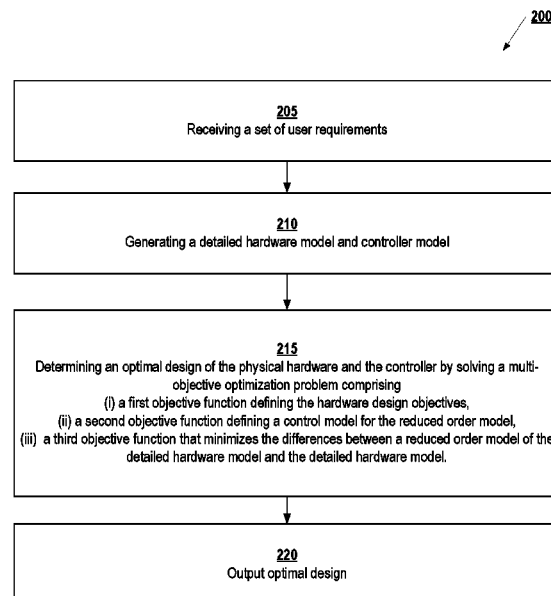 200
205
Receiving a set of user requirements
210
Generating a detailed hardware model and controller model
215
Determining an optimal design of the physical hardware and the controller by solving a multi-
objective optimization problem comprising
(i) a first objective function defining the hardware design objectives,
(ii) a second objective function defining a control model for the reduced order model,
(iii) a third objective function that minimizes the differences between a reduced order model of the
detailed hardware model and the detailed hardware model.
220
Output optimal design